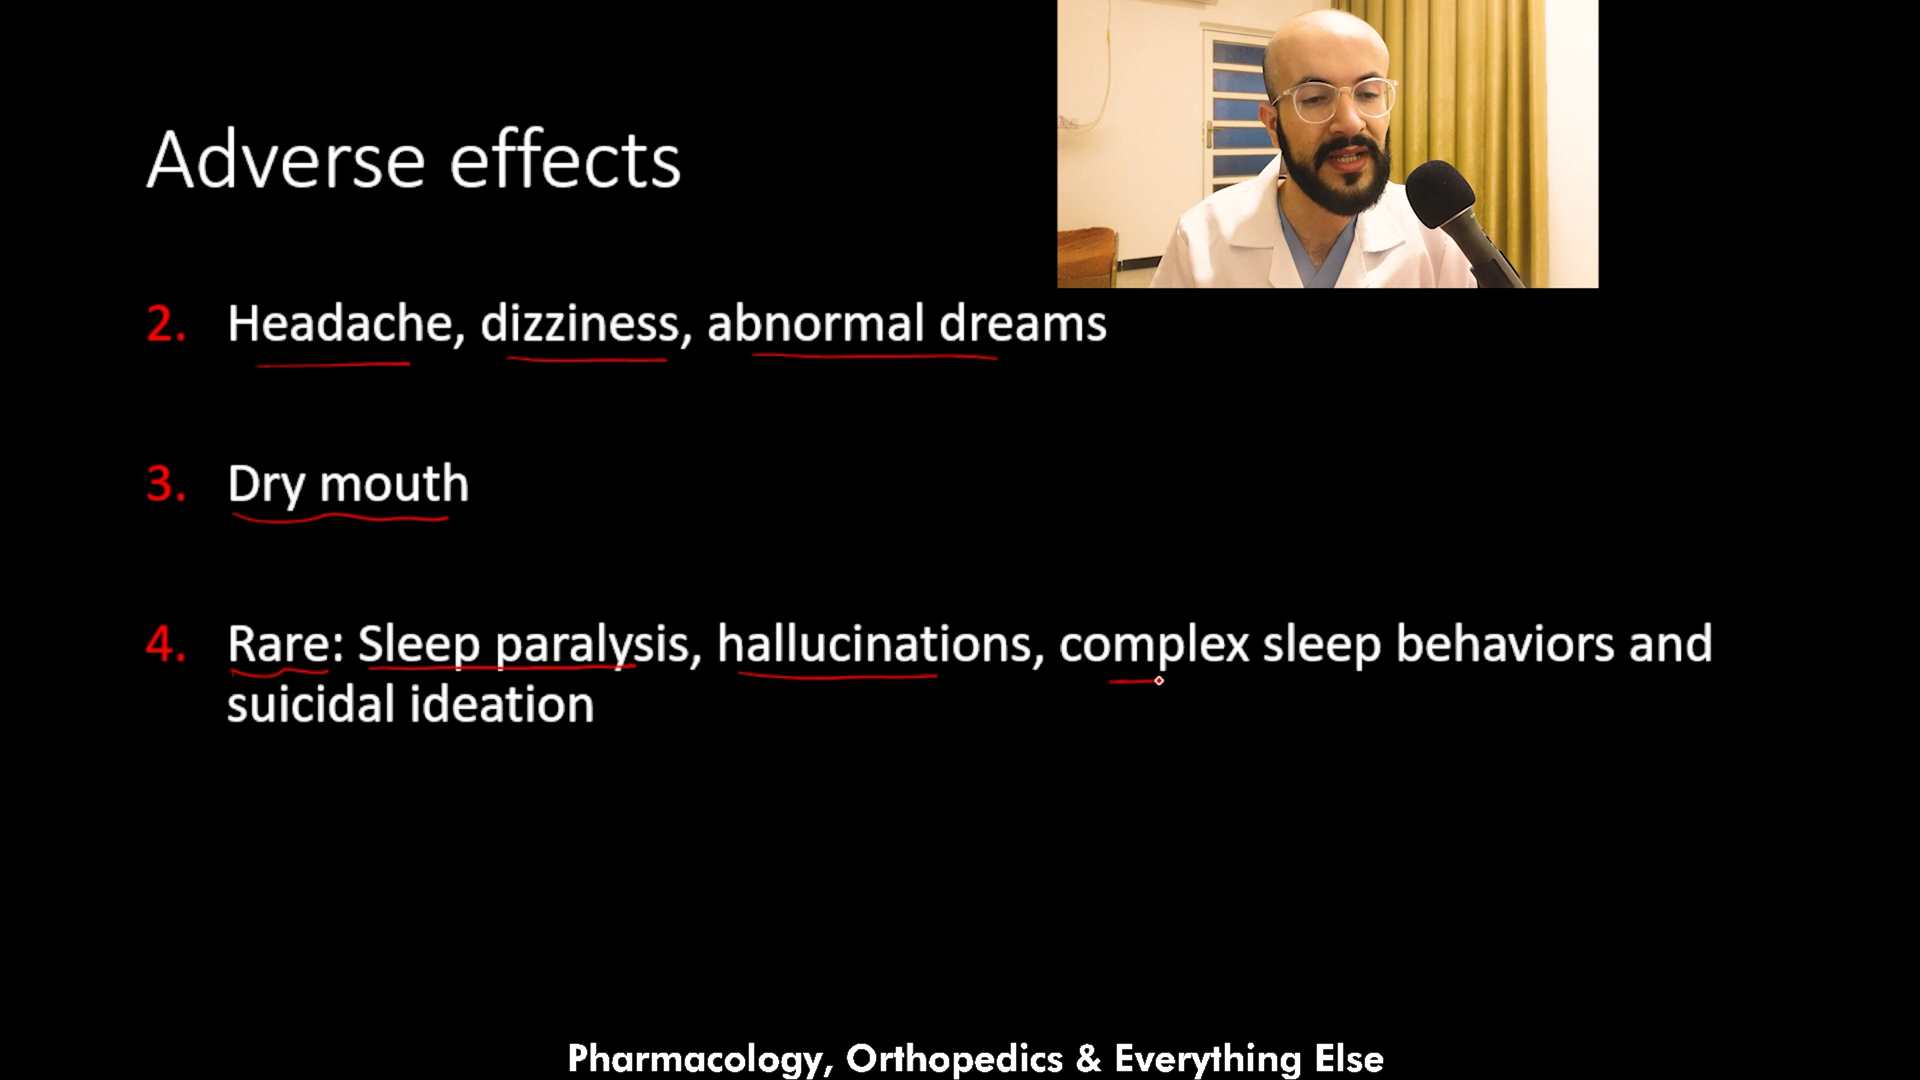 Adverse effects
2. Headache, dizziness, abnormal dreams
3. Dry mouth
4. Rare: Sleep paralysis, hallucinations, complex sleep behaviors and
suicidal ideation
Pharmacology, Orthopedics & Everything Else